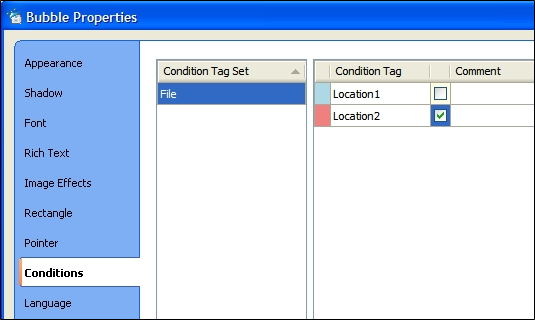 Bubble Properties
Appearance
Shadow
Font
Rich Text
Image Effects
Rectangle
Pointer
Conditions
Language
Condition Tag Set
File
Condition Tag Comment
Location1
Location2